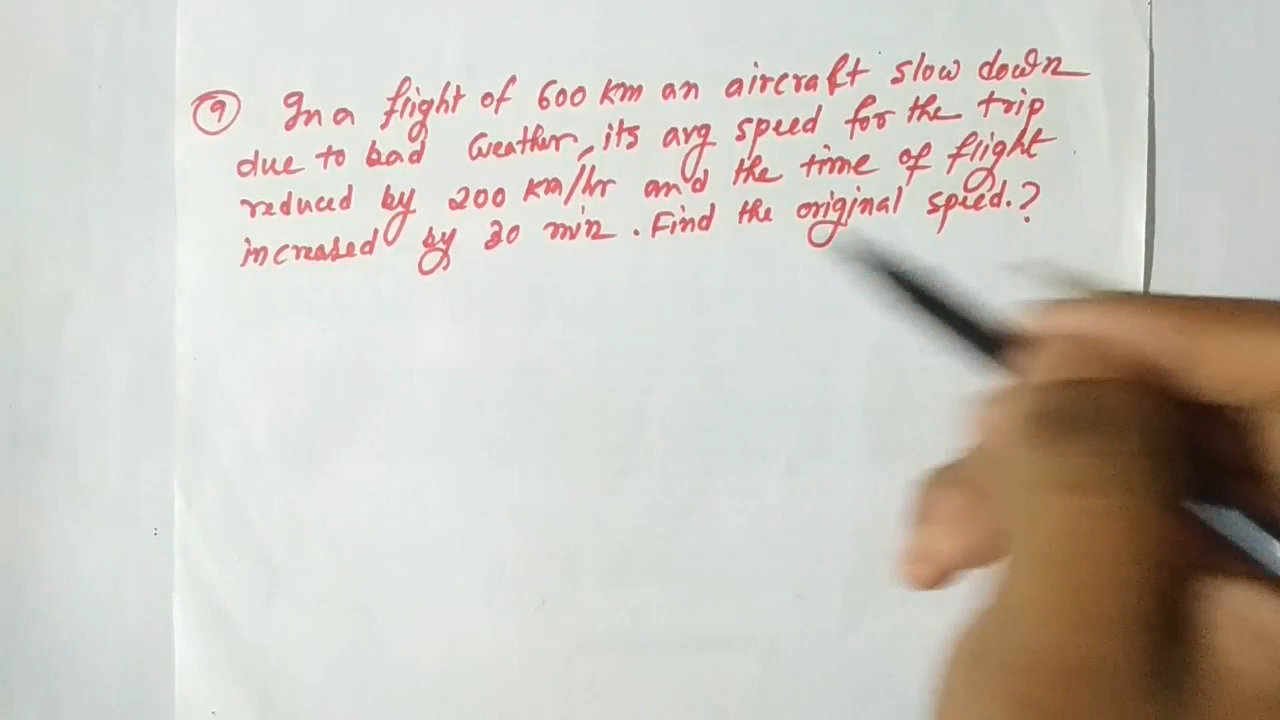 9 In a flight of 600 km an aircraft slow down
due to bad weather, its avg speed for the trip
reduced by 200 km/hr and the time of flight
increased by 30 min. Find the original speed.?